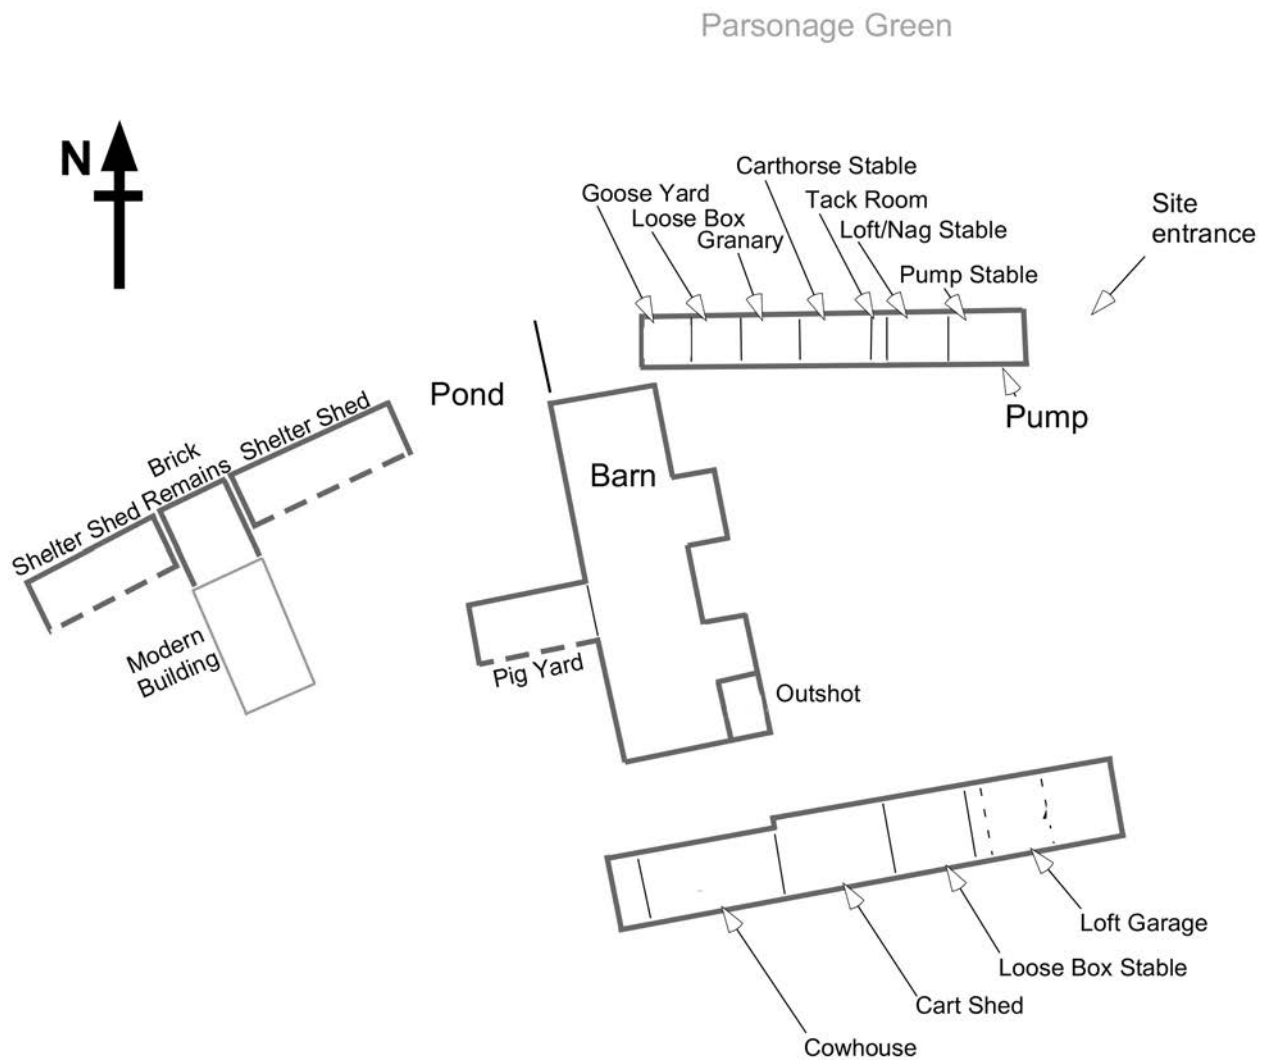 Parsonage Green
N
Carthorse Stable
Goose Yard
Tack Room
Loose Box
Granary
Loft/Nag Stable
Pump Stable
Site
entrance
Pond
Pump
Shelter Shed
Brick
Remains
Shelter Shed
Barn
Modern
Building
Pig Yard
Outshot
Loft Garage
Loose Box Stable
Cart Shed
Cowhouse